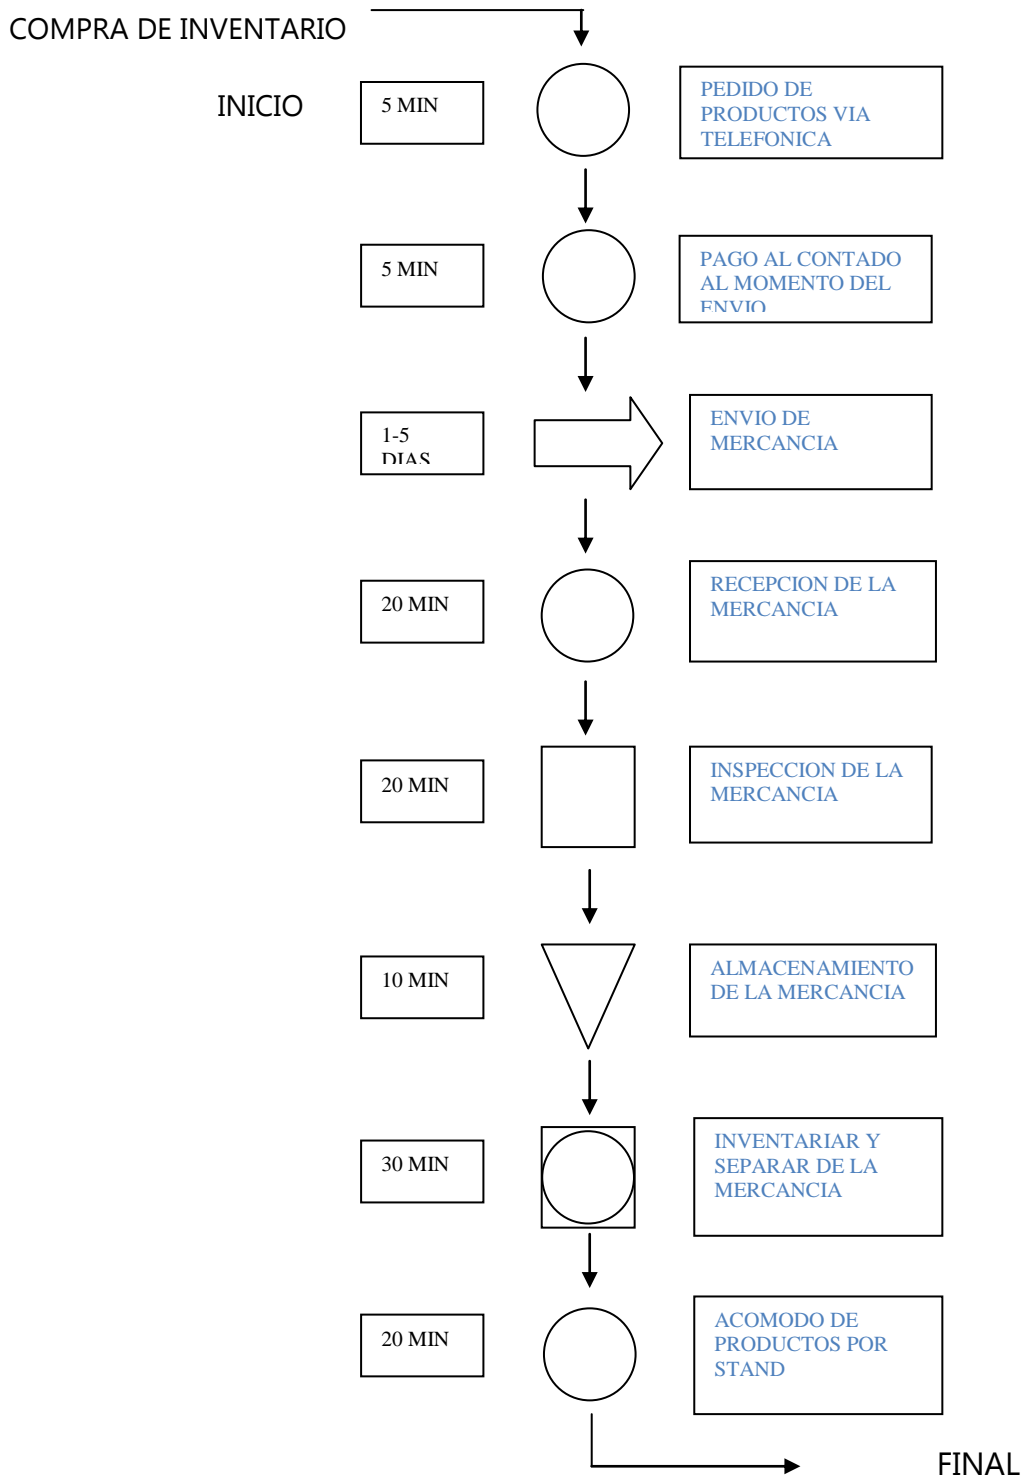 COMPRA DE INVENTARIO
INICIO
5 MIN
PEDIDO DE
PRODUCTOS VIA
TELEFONICA
5 MIN
PAGO AL CONTADO
AL MOMENTO DEL
ENVIO
1-5
DIAS
ENVIO DE
MERCANCIA
20 MIN
RECEPCION DE LA
MERCANCIA
20 MIN
INSPECCION DE LA
MERCANCIA
10 MIN
ALMACENAMIENTO
DE LA MERCANCIA
30 MIN
INVENTARIAR Y
SEPARAR DE LA
MERCANCIA
20 MIN
ACOMODO DE
PRODUCTOS POR
STAND
FINAL